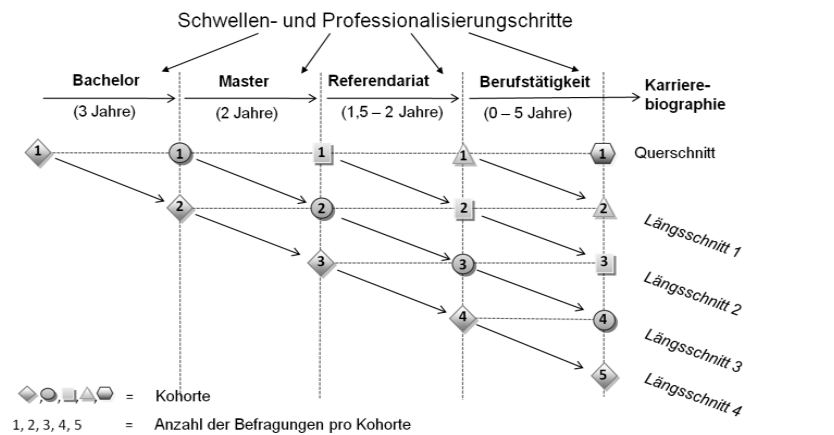 Schwellen- und Professionalisierungschritte
Bachelor Master Referendariat Berufstätigkeit Karriere-
biographie
(3 Jahre) (2 Jahre) (1,5 – 2 Jahre) (0 – 5 Jahre)
1 1 1 1 1 Querschnitt
2 2 2 2 Längsschnitt 1
3 3 3 Längsschnitt 2
4 4 Längsschnitt 3
5 Längsschnitt 4
, , , , = Kohorte
1, 2, 3, 4, 5 = Anzahl der Befragungen pro Kohorte